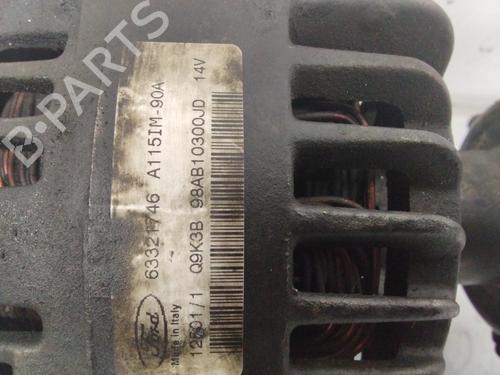 B-PARTS
63321746 A115IM-90A
Q9K3B 98AB10300JD 14V
12601/1
Ford
Made in Italy